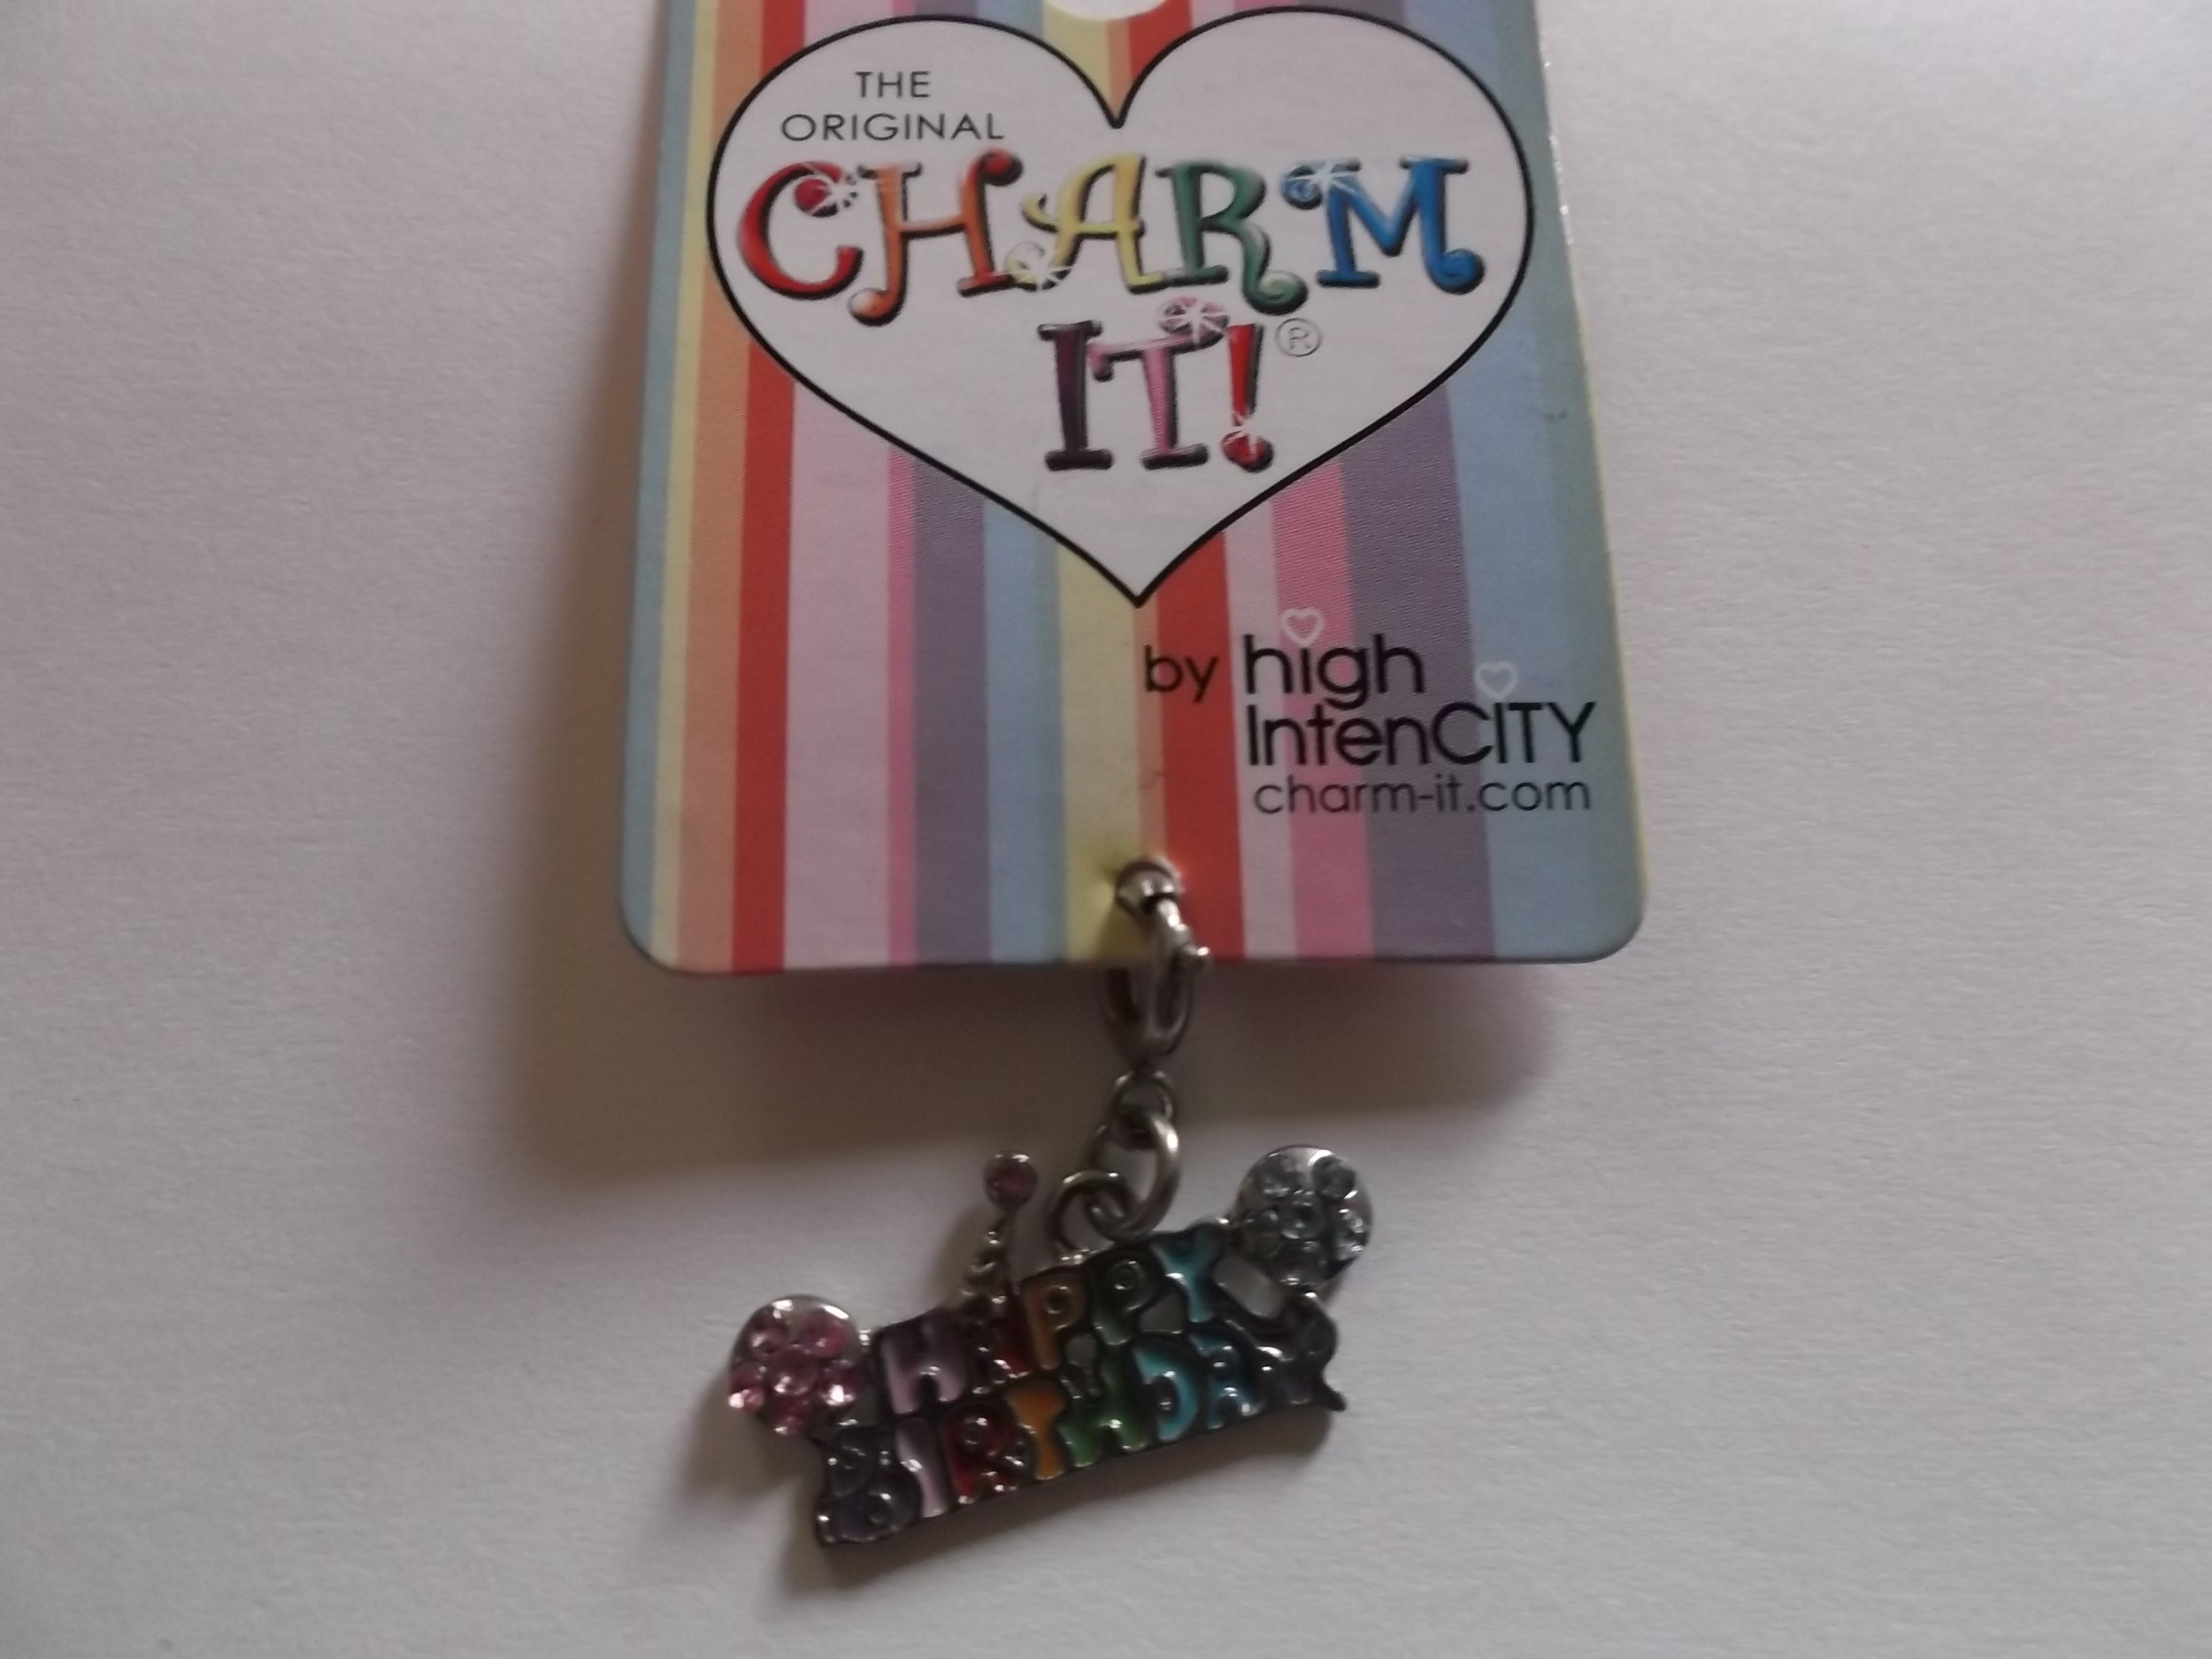 THE
ORIGINAL
CHARM
IT!®
by high
IntenCITY
charm-it.com
HAPPY
BIRTHDAY